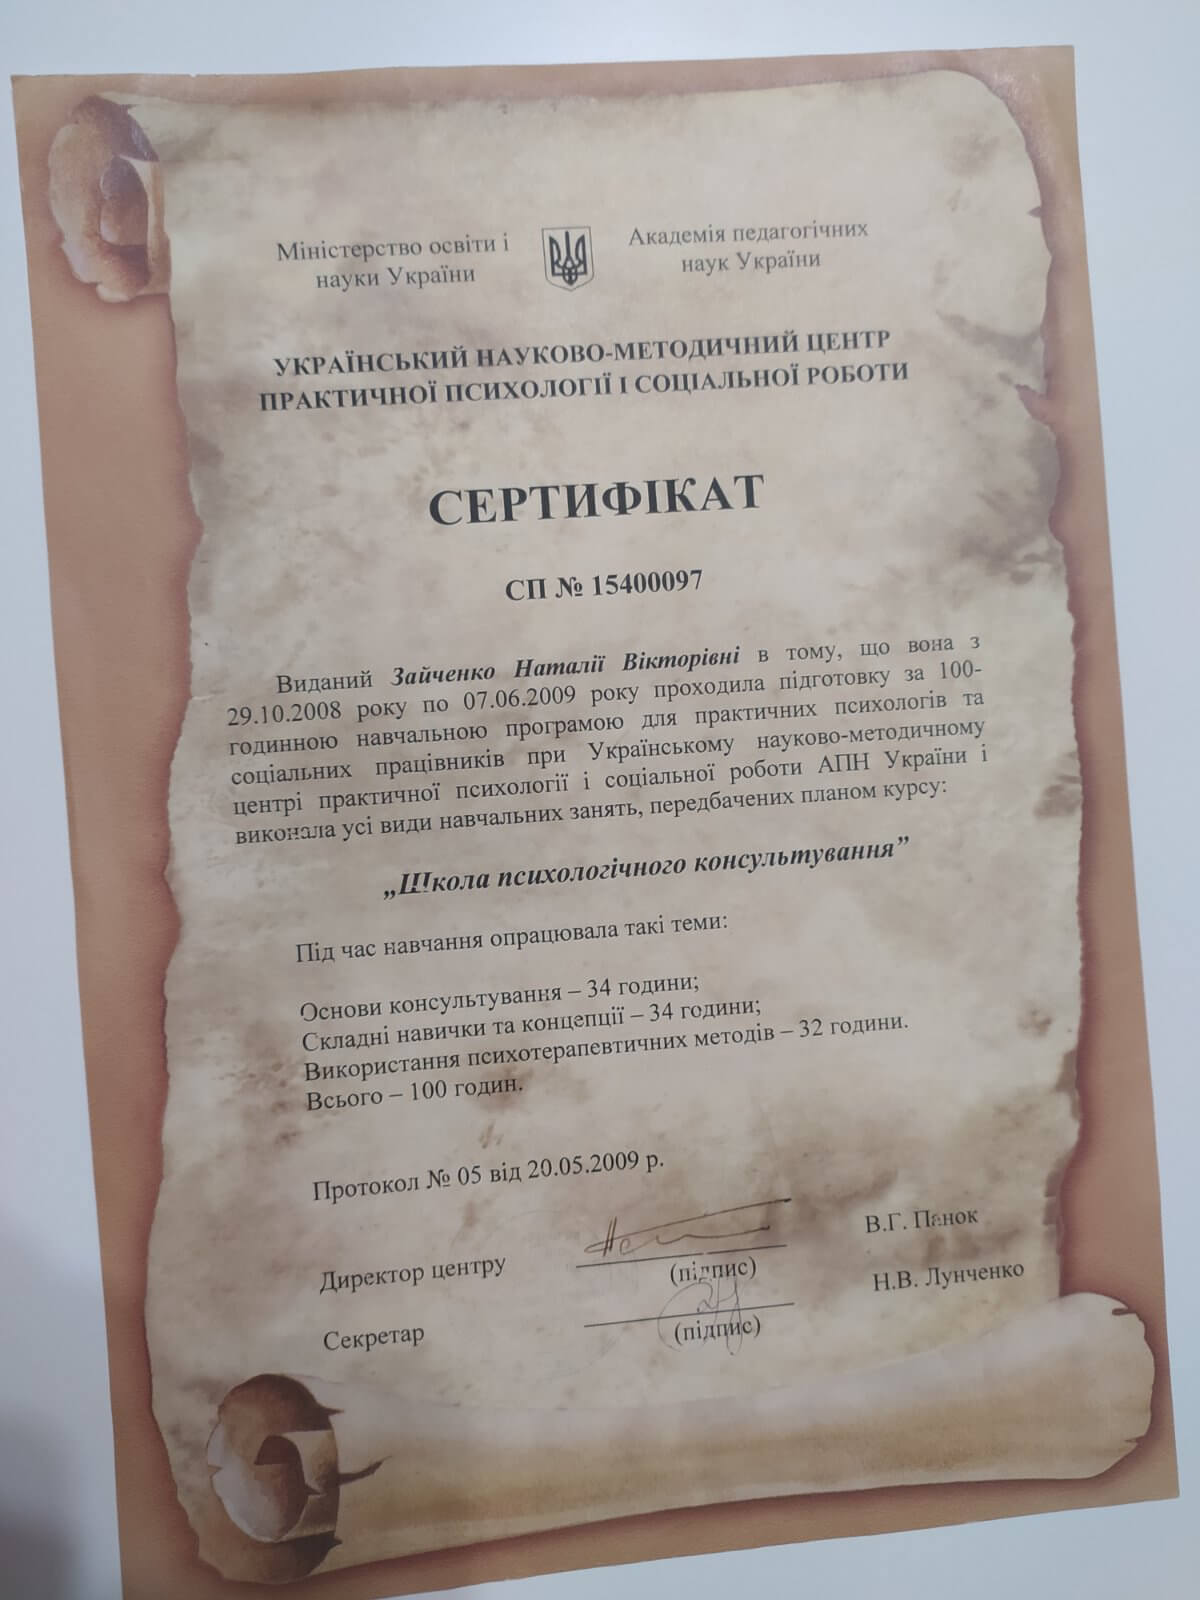 Міністерство освіти і
науки України
Академія педагогічних
наук України
УКРАЇНСЬКИЙ НАУКОВО-МЕТОДИЧНИЙ ЦЕНТР
ПРАКТИЧНОЇ ПСИХОЛОГІЇ І СОЦІАЛЬНОЇ РОБОТИ
СЕРТИФІКАТ
СП № 15400097
Виданий Зайченко Наталії Вікторівні в тому, що вона з
29.10.2008 року по 07.06.2009 року проходила підготовку за 100-
годинною навчальною програмою для практичних психологів та
соціальних працівників при Українському науково-методичному
центрі практичної психології і соціальної роботи АПН України і
виконала усі види навчальних занять, передбачених планом курсу:
„Школа психологічного консультування”
Під час навчання опрацювала такі теми:
Основи консультування – 34 години;
Складні навички та концепції – 34 години;
Використання психотерапевтичних методів – 32 години.
Всього – 100 годин.
Протокол № 05 від 20.05.2009 р.
Директор центру (підпис) В.Г. Панок
Секретар (підпис) Н.В. Лунченко